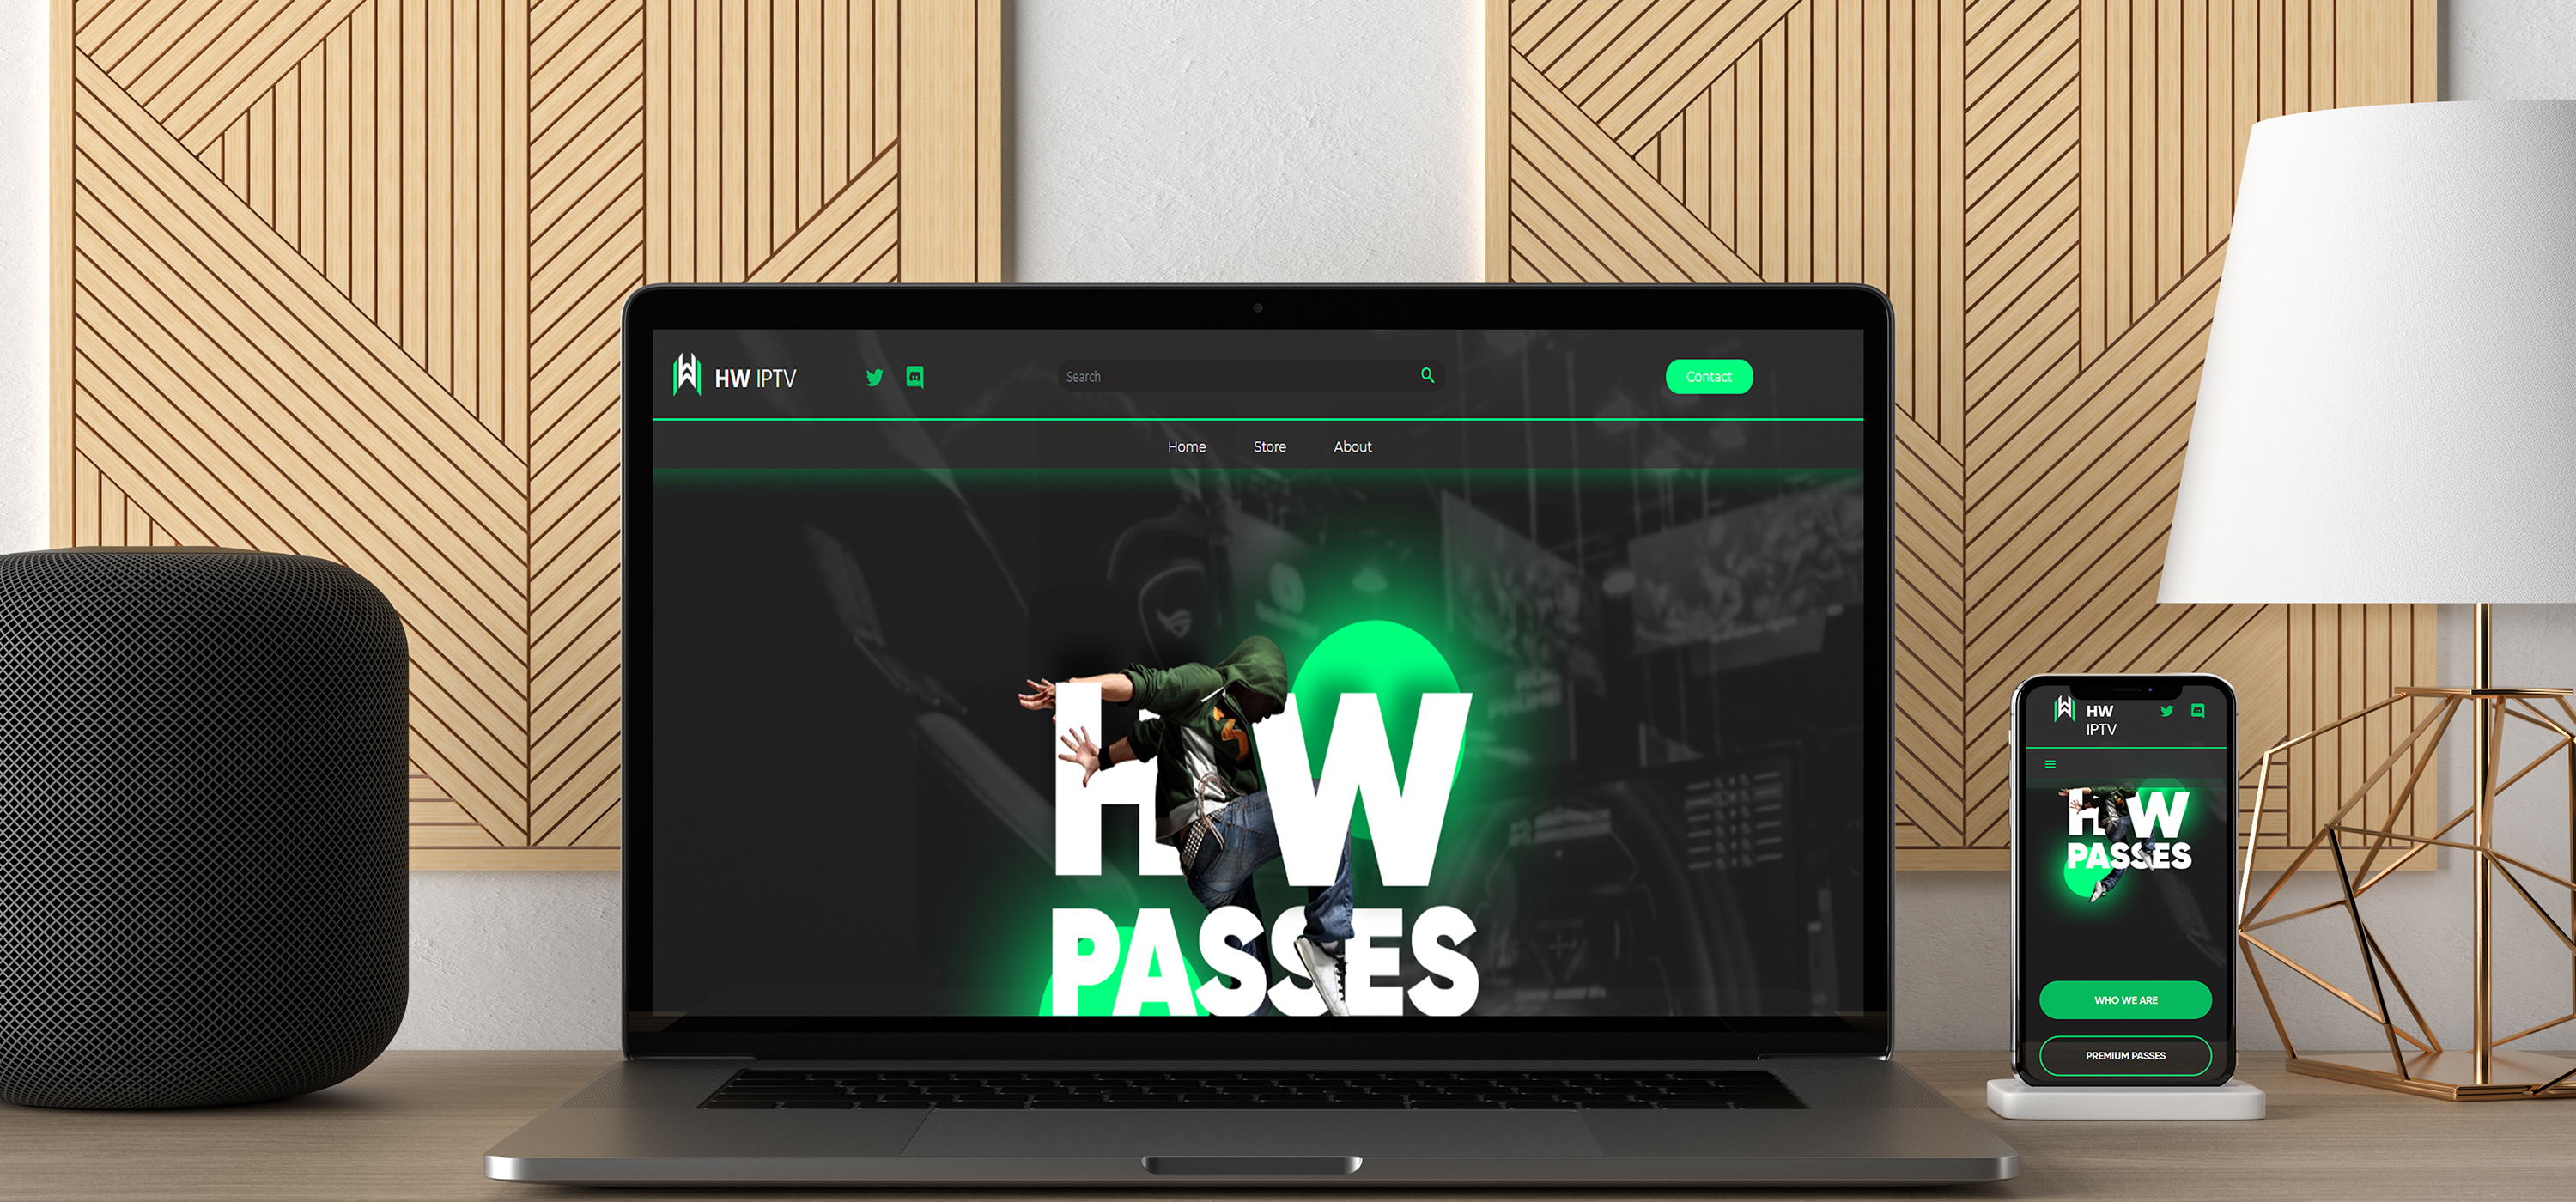 HW IPTV
Search
Contact
Home Store About
HW
PASSES
HW
IPTV
HW
PASSES
WHO WE ARE
PREMIUM PASSES